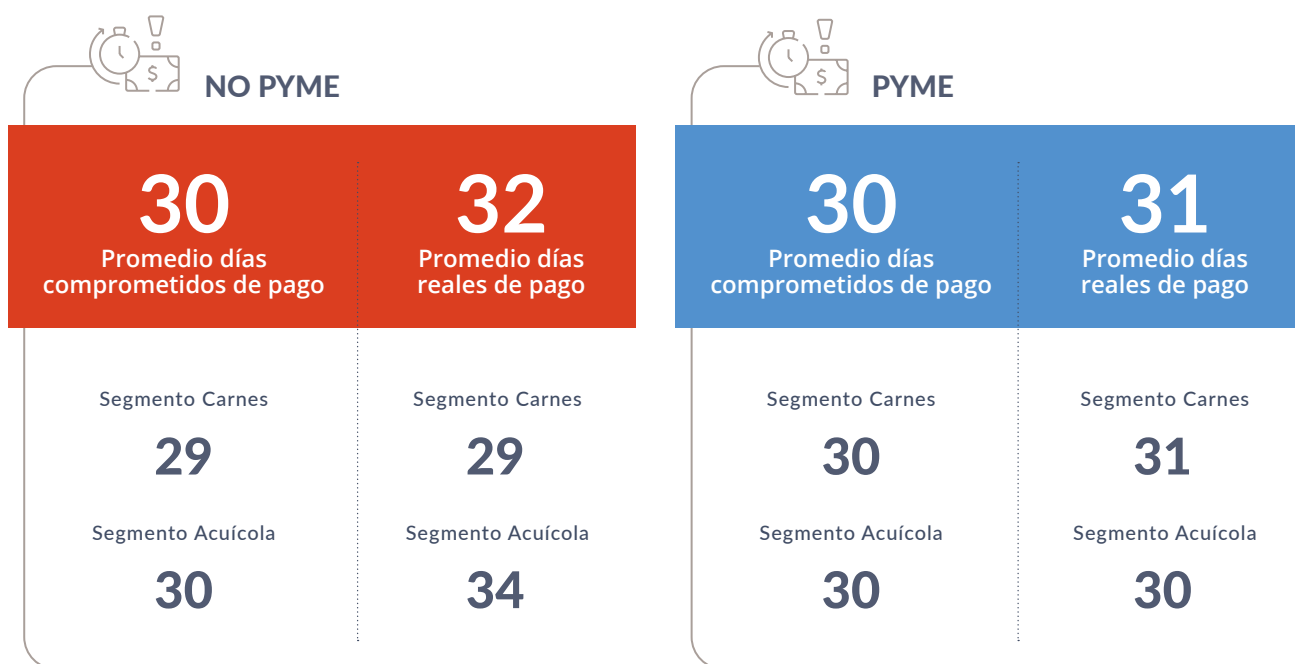 NO PYME
30
Promedio días
comprometidos de pago
32
Promedio días
reales de pago
Segmento Carnes
29
Segmento Carnes
29
Segmento Acuícola
30
Segmento Acuícola
34
PYME
30
Promedio días
comprometidos de pago
31
Promedio días
reales de pago
Segmento Carnes
30
Segmento Carnes
31
Segmento Acuícola
30
Segmento Acuícola
30